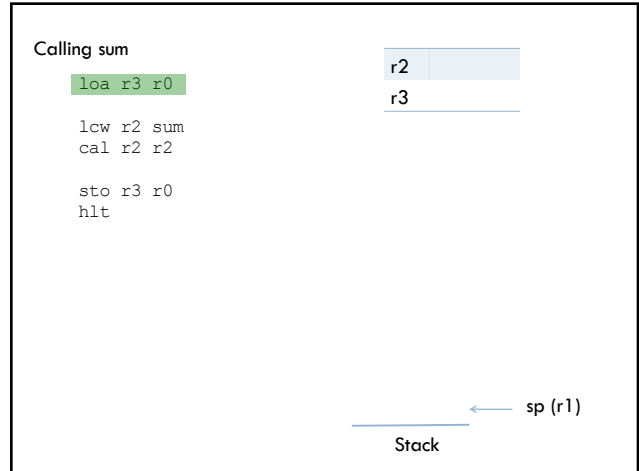 Calling sum
loa r3 r0
lcw r2 sum
cal r2 r2
sto r3 r0
hlt
r2
r3
sp (r1)
Stack